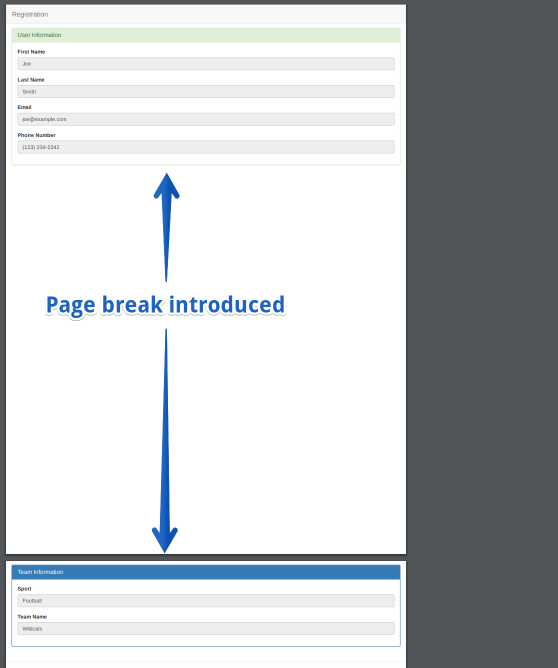 Registration
User Information
First Name
Joe
Last Name
Smith
Email
joe@example.com
Phone Number
(123) 234-2342
Page break introduced
Team Information
Sport
Football
Team Name
Wildcats